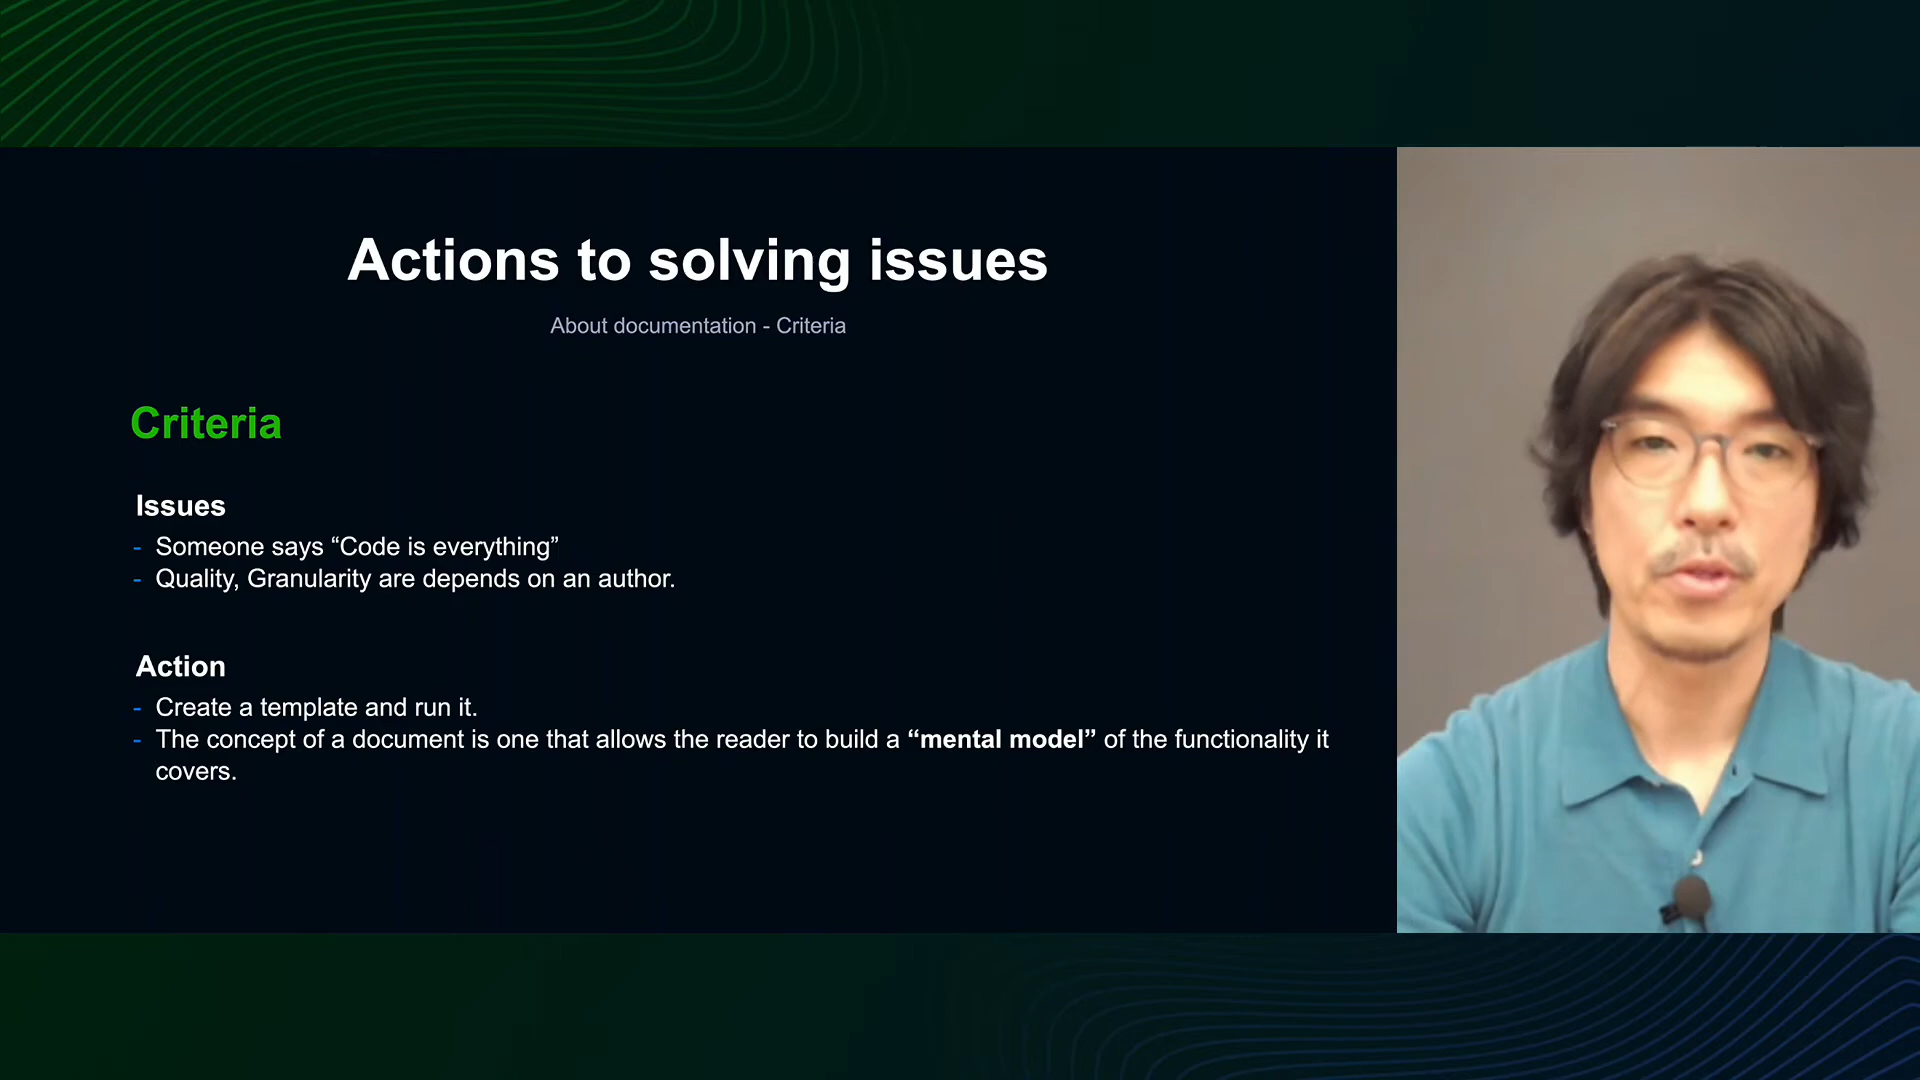 Actions to solving issues
About documentation - Criteria
Criteria
Issues
- Someone says “Code is everything”
- Quality, Granularity are depends on an author.
Action
- Create a template and run it.
- The concept of a document is one that allows the reader to build a “mental model” of the functionality it
covers.